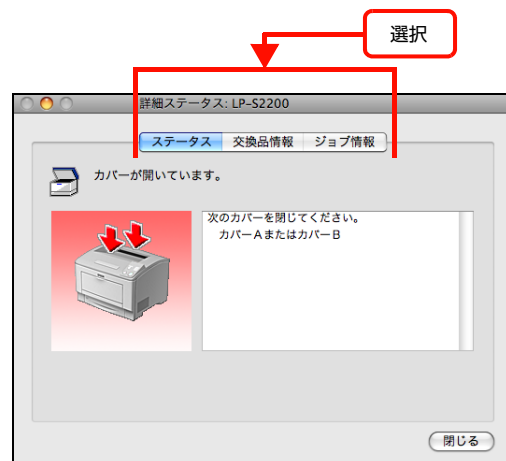 選択
詳細ステータス: LP-S2200
ステータス 交換品情報 ジョブ情報
カバーが開いています。
次のカバーを閉じてください。
カバーAまたはカバーB
閉じる